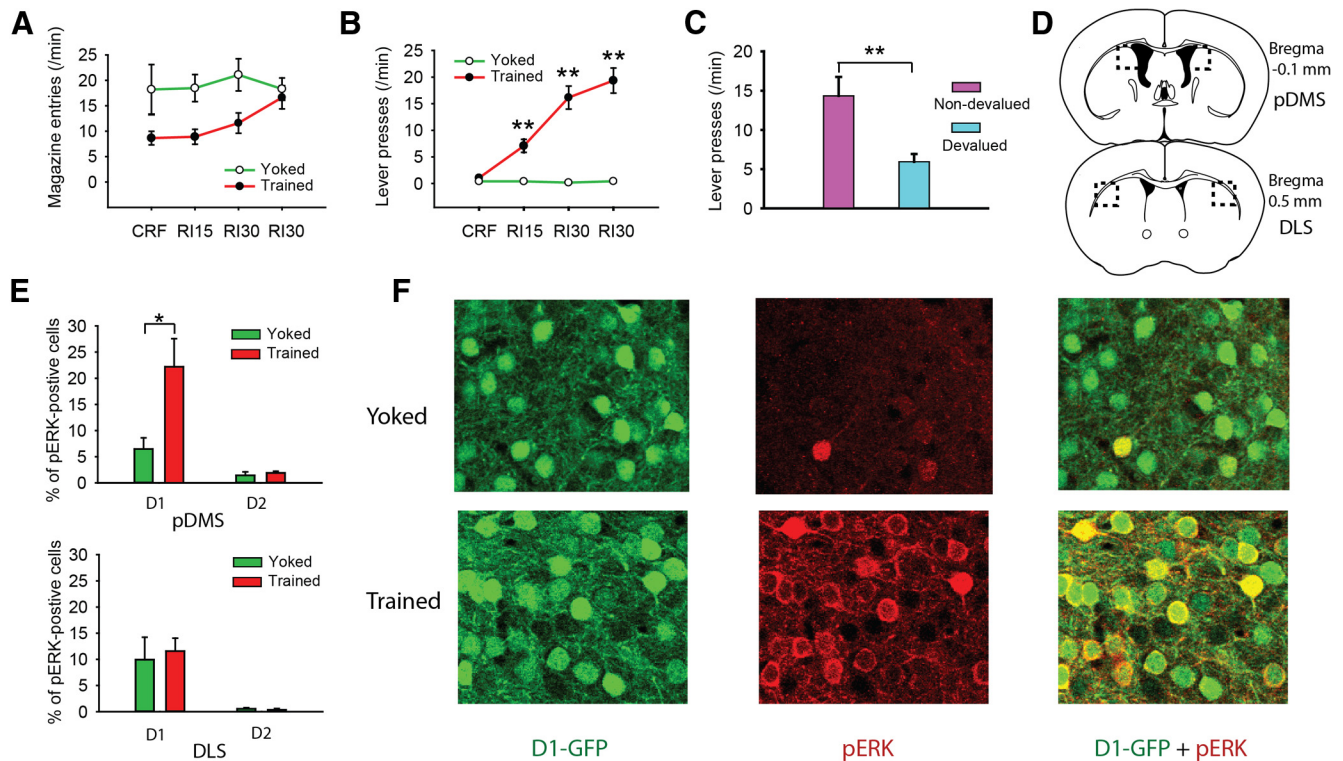 A
Magazine entries (/min)
25
20
15
10
5
0
Yoked
Trained
CRF RI15 RI30 RI30
B
Lever presses (/min)
25
20
15
10
5
0
Yoked
Trained
**
**
**
CRF RI15 RI30 RI30
C
Lever presses (/min)
20
15
10
5
0
**
Non-devalued
Devalued
D
Bregma
-0.1 mm
pDMS
Bregma
0.5 mm
DLS
E
% of pERK-postive cells
30
25
20
15
10
5
0
*
Yoked
Trained
D1 D2
pDMS
% of pERK-positive cells
30
25
20
15
10
5
0
Yoked
Trained
D1 D2
DLS
F
Yoked
Trained
D1-GFP
pERK
D1-GFP + pERK